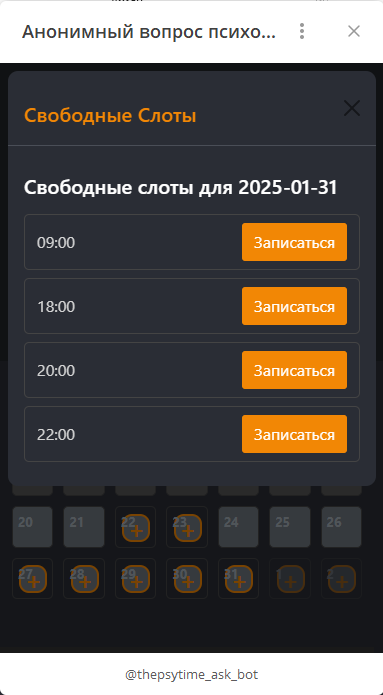 Анонимный вопрос психо...
Свободные Слоты
Свободные слоты для 2025-01-31
09:00 Записаться
18:00 Записаться
20:00 Записаться
22:00 Записаться
20 21 22 23 24 25 26
27 28 29 30 31 1 2
@thepsytime_ask_bot